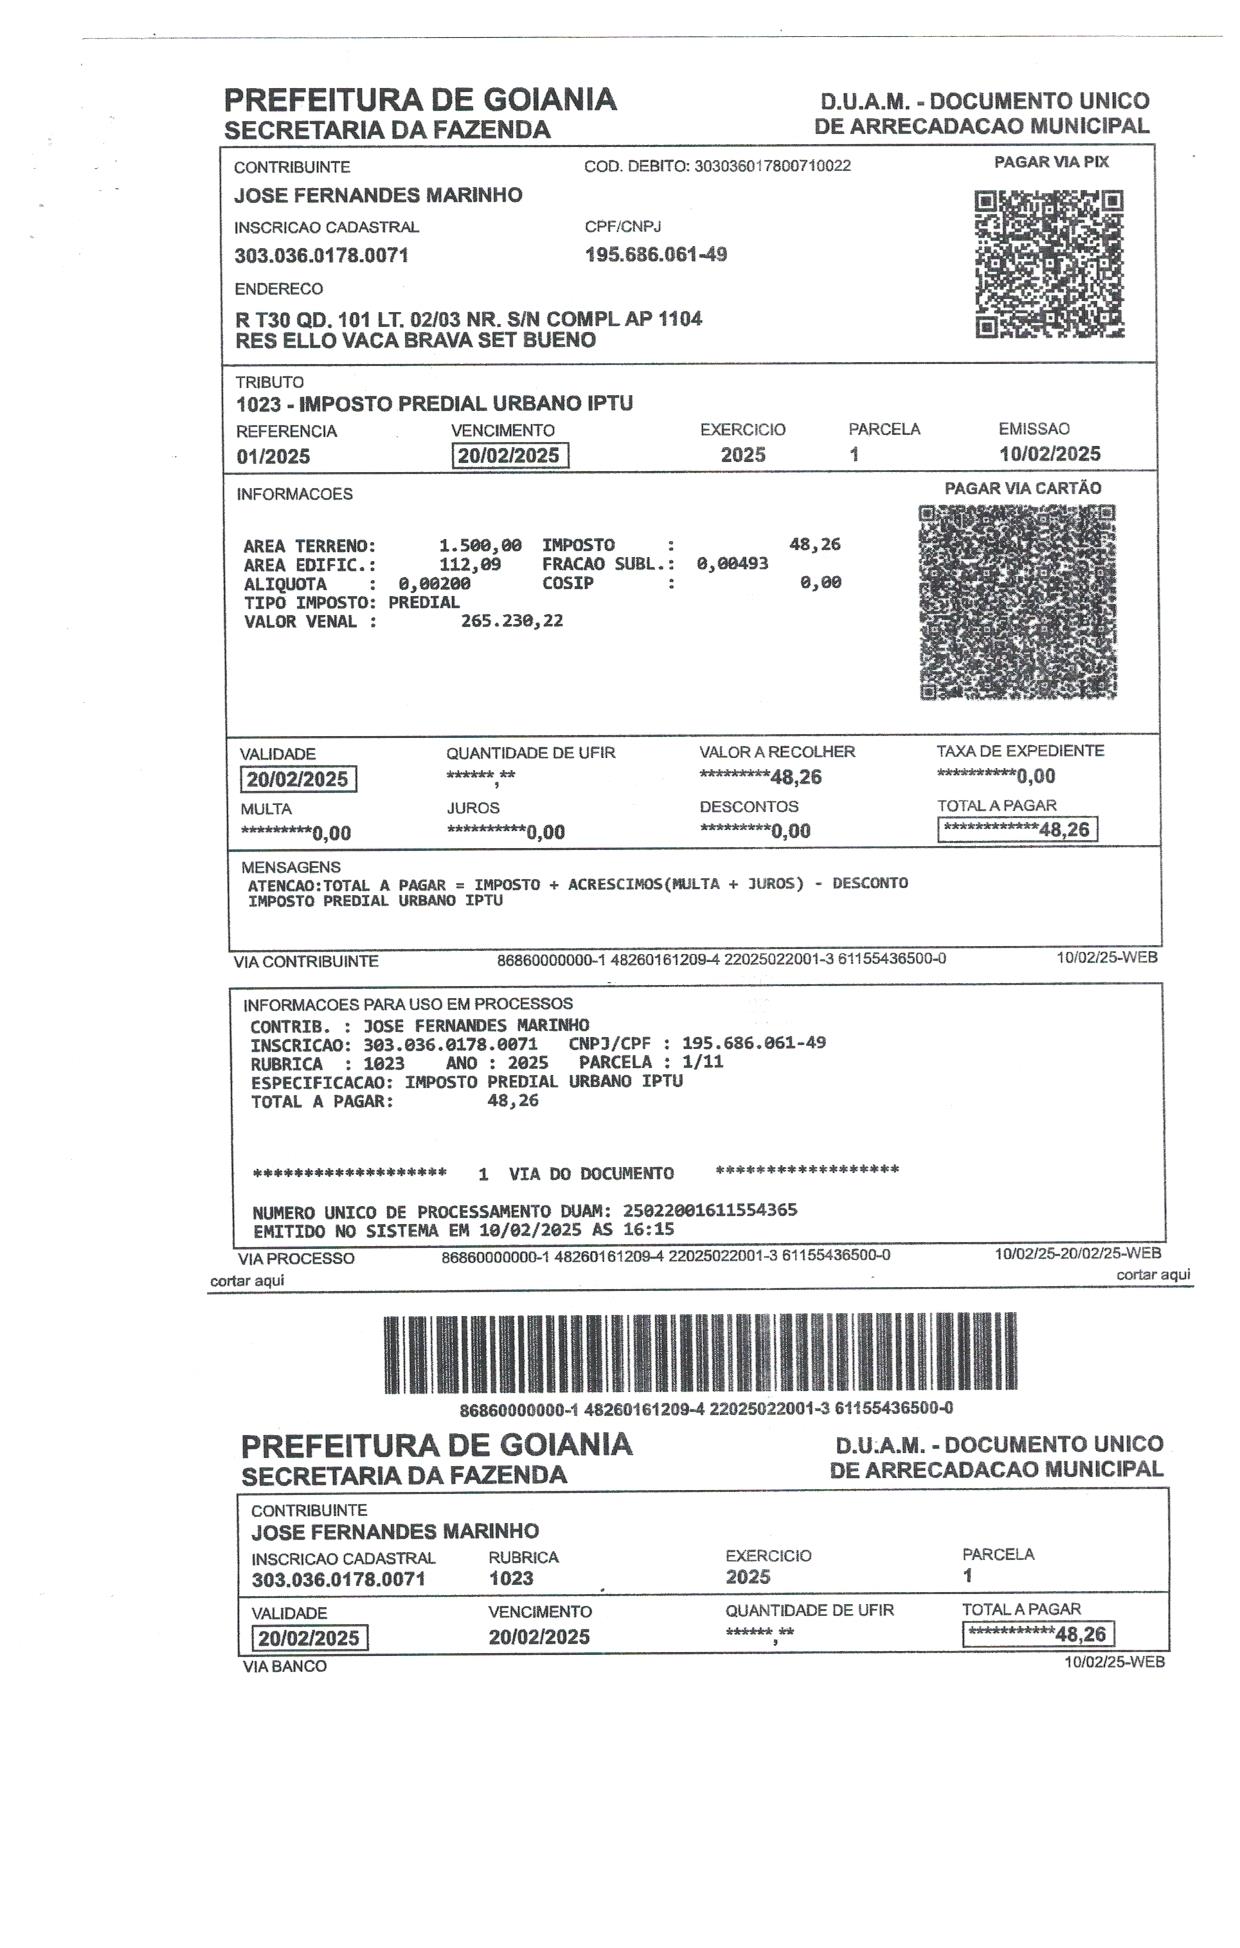 PREFEITURA DE GOIANIA
SECRETARIA DA FAZENDA
D.U.A.M. - DOCUMENTO UNICO
DE ARRECADACAO MUNICIPAL
CONTRIBUINTE COD. DEBITO: 303036017800710022 PAGAR VIA PIX
JOSE FERNANDES MARINHO
INSCRICAO CADASTRAL CPF/CNPJ
303.036.0178.0071 195.686.061-49
ENDERECO
R T30 QD. 101 LT. 02/03 NR. S/N COMPL AP 1104
RES ELLO VACA BRAVA SET BUENO
TRIBUTO
1023 - IMPOSTO PREDIAL URBANO IPTU
REFERENCIA VENCIMENTO EXERCICIO PARCELA EMISSAO
01/2025 20/02/2025 2025 1 10/02/2025
INFORMACOES PAGAR VIA CARTÃO
AREA TERRENO: 1.500,00 IMPOSTO : 48,26
AREA EDIFIC.: 112,09 FRACAO SUBL.: 0,00493
ALIQUOTA : 0,00200 COSIP : 0,00
TIPO IMPOSTO: PREDIAL
VALOR VENAL : 265.230,22
VALIDADE QUANTIDADE DE UFIR VALOR A RECOLHER TAXA DE EXPEDIENTE
20/02/2025 ******,** *********48,26 **********0,00
MULTA JUROS DESCONTOS TOTAL A PAGAR
*********0,00 **********0,00 *********0,00 ************48,26
MENSAGENS
ATENCAO:TOTAL A PAGAR = IMPOSTO + ACRESCIMOS(MULTA + JUROS) - DESCONTO
IMPOSTO PREDIAL URBANO IPTU
VIA CONTRIBUINTE 86860000000-1 48260161209-4 22025022001-3 61155436500-0 10/02/25-WEB
INFORMACOES PARA USO EM PROCESSOS
CONTRIB. : JOSE FERNANDES MARINHO
INSCRICAO: 303.036.0178.0071 CNPJ/CPF : 195.686.061-49
RUBRICA : 1023 ANO : 2025 PARCELA : 1/11
ESPECIFICACAO: IMPOSTO PREDIAL URBANO IPTU
TOTAL A PAGAR: 48,26
******************* 1 VIA DO DOCUMENTO ******************
NUMERO UNICO DE PROCESSAMENTO DUAM: 25022001611554365
EMITIDO NO SISTEMA EM 10/02/2025 AS 16:15
VIA PROCESSO 86860000000-1 48260161209-4 22025022001-3 61155436500-0 10/02/25-20/02/25-WEB
cortar aqui cortar aqui
86860000000-1 48260161209-4 22025022001-3 61155436500-0
PREFEITURA DE GOIANIA
SECRETARIA DA FAZENDA
D.U.A.M. - DOCUMENTO UNICO
DE ARRECADACAO MUNICIPAL
CONTRIBUINTE
JOSE FERNANDES MARINHO
INSCRICAO CADASTRAL RUBRICA EXERCICIO PARCELA
303.036.0178.0071 1023 2025 1
VALIDADE VENCIMENTO QUANTIDADE DE UFIR TOTAL A PAGAR
20/02/2025 20/02/2025 ******,** ***********48,26
VIA BANCO 10/02/25-WEB